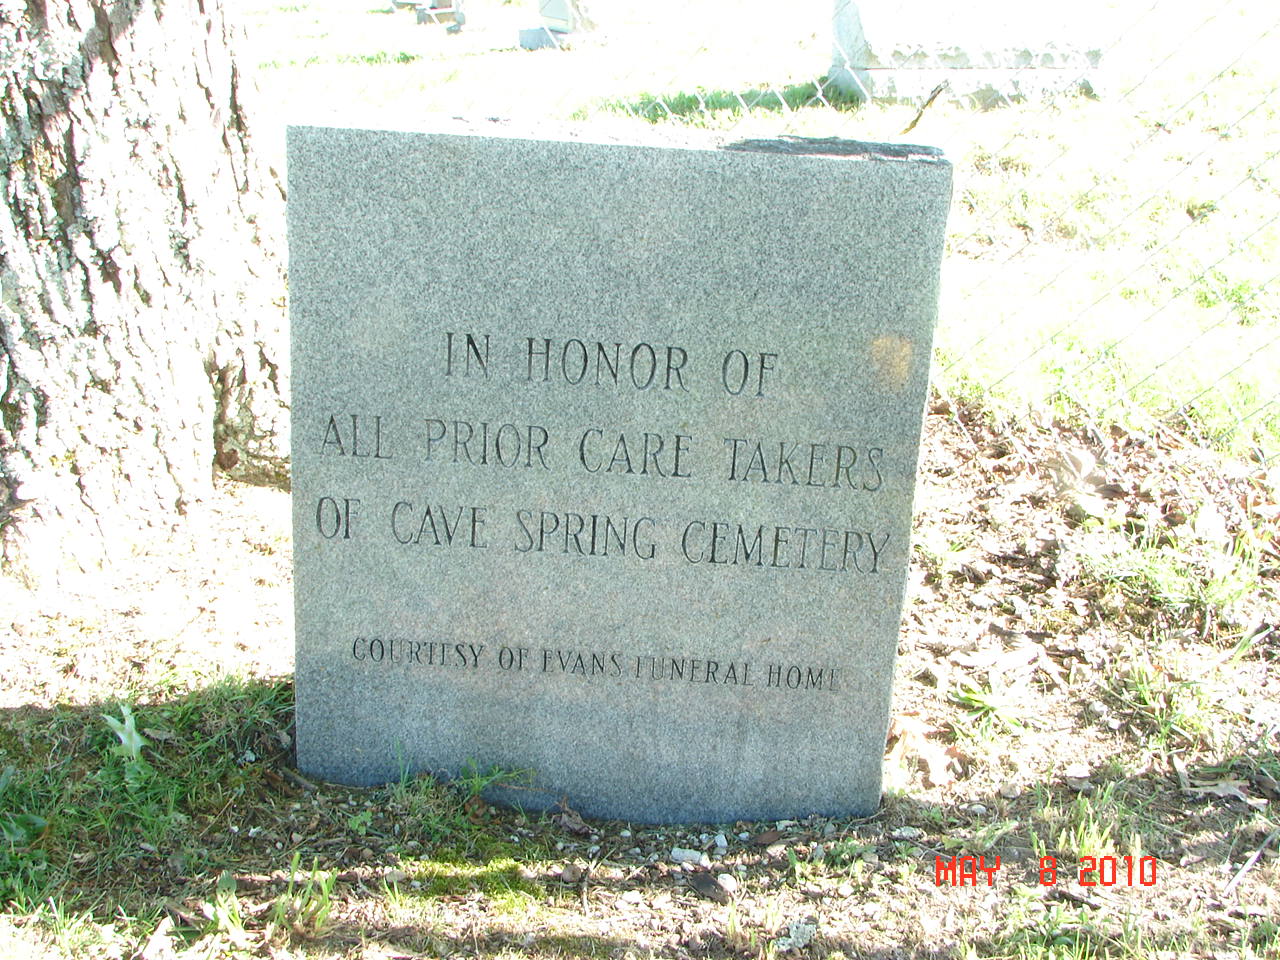 IN HONOR OF
ALL PRIOR CARE TAKERS
OF CAVE SPRING CEMETERY
COURTESY OF EVANS FUNERAL HOME
MAY 8 2010